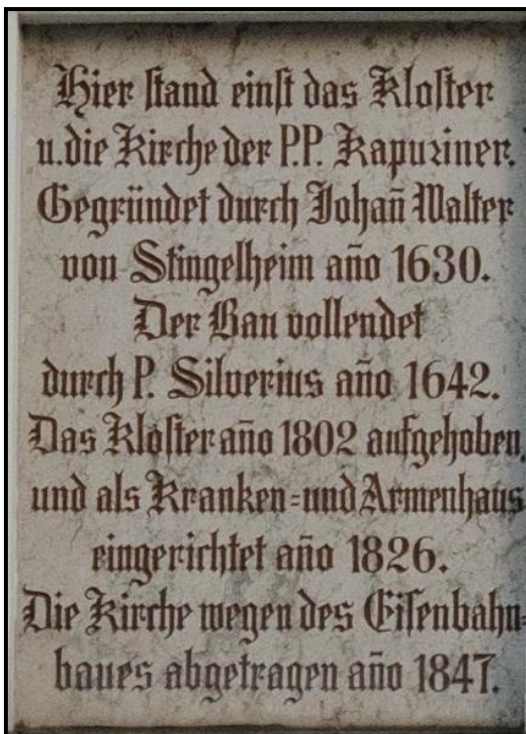 Hier stand einst das Kloster
u. die Kirche der P.P. Kapuziner.
Gegründet durch Johañ Walter
von Stingelheim año 1630.
Der Bau vollendet
durch P. Silverius año 1642.
Das Kloster año 1802 aufgehoben,
und als Kranken=und Armenhaus
eingerichtet año 1826.
Die Kirche wegen des Eisenbahn=
baues abgetragen año 1847.